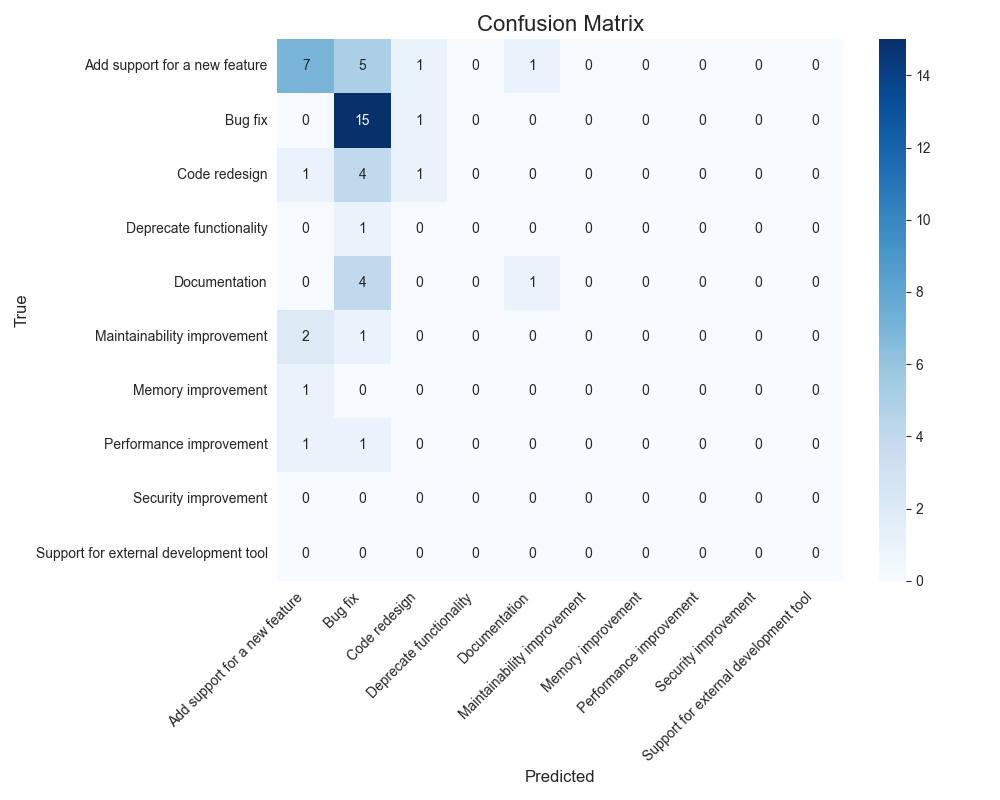 Confusion Matrix
Add support for a new feature 7 5 1 0 1 0 0 0 0 0
Bug fix 0 15 1 0 0 0 0 0 0 0
Code redesign 1 4 1 0 0 0 0 0 0 0
Deprecate functionality 0 1 0 0 0 0 0 0 0 0
Documentation 0 4 0 0 1 0 0 0 0 0
Maintainability improvement 2 1 0 0 0 0 0 0 0 0
Memory improvement 1 0 0 0 0 0 0 0 0 0
Performance improvement 1 1 0 0 0 0 0 0 0 0
Security improvement 0 0 0 0 0 0 0 0 0 0
Support for external development tool 0 0 0 0 0 0 0 0 0 0
True
Add support for a new feature
Bug fix
Code redesign
Deprecate functionality
Documentation
Maintainability improvement
Memory improvement
Performance improvement
Security improvement
Support for external development tool
Predicted
14
12
10
8
6
4
2
0